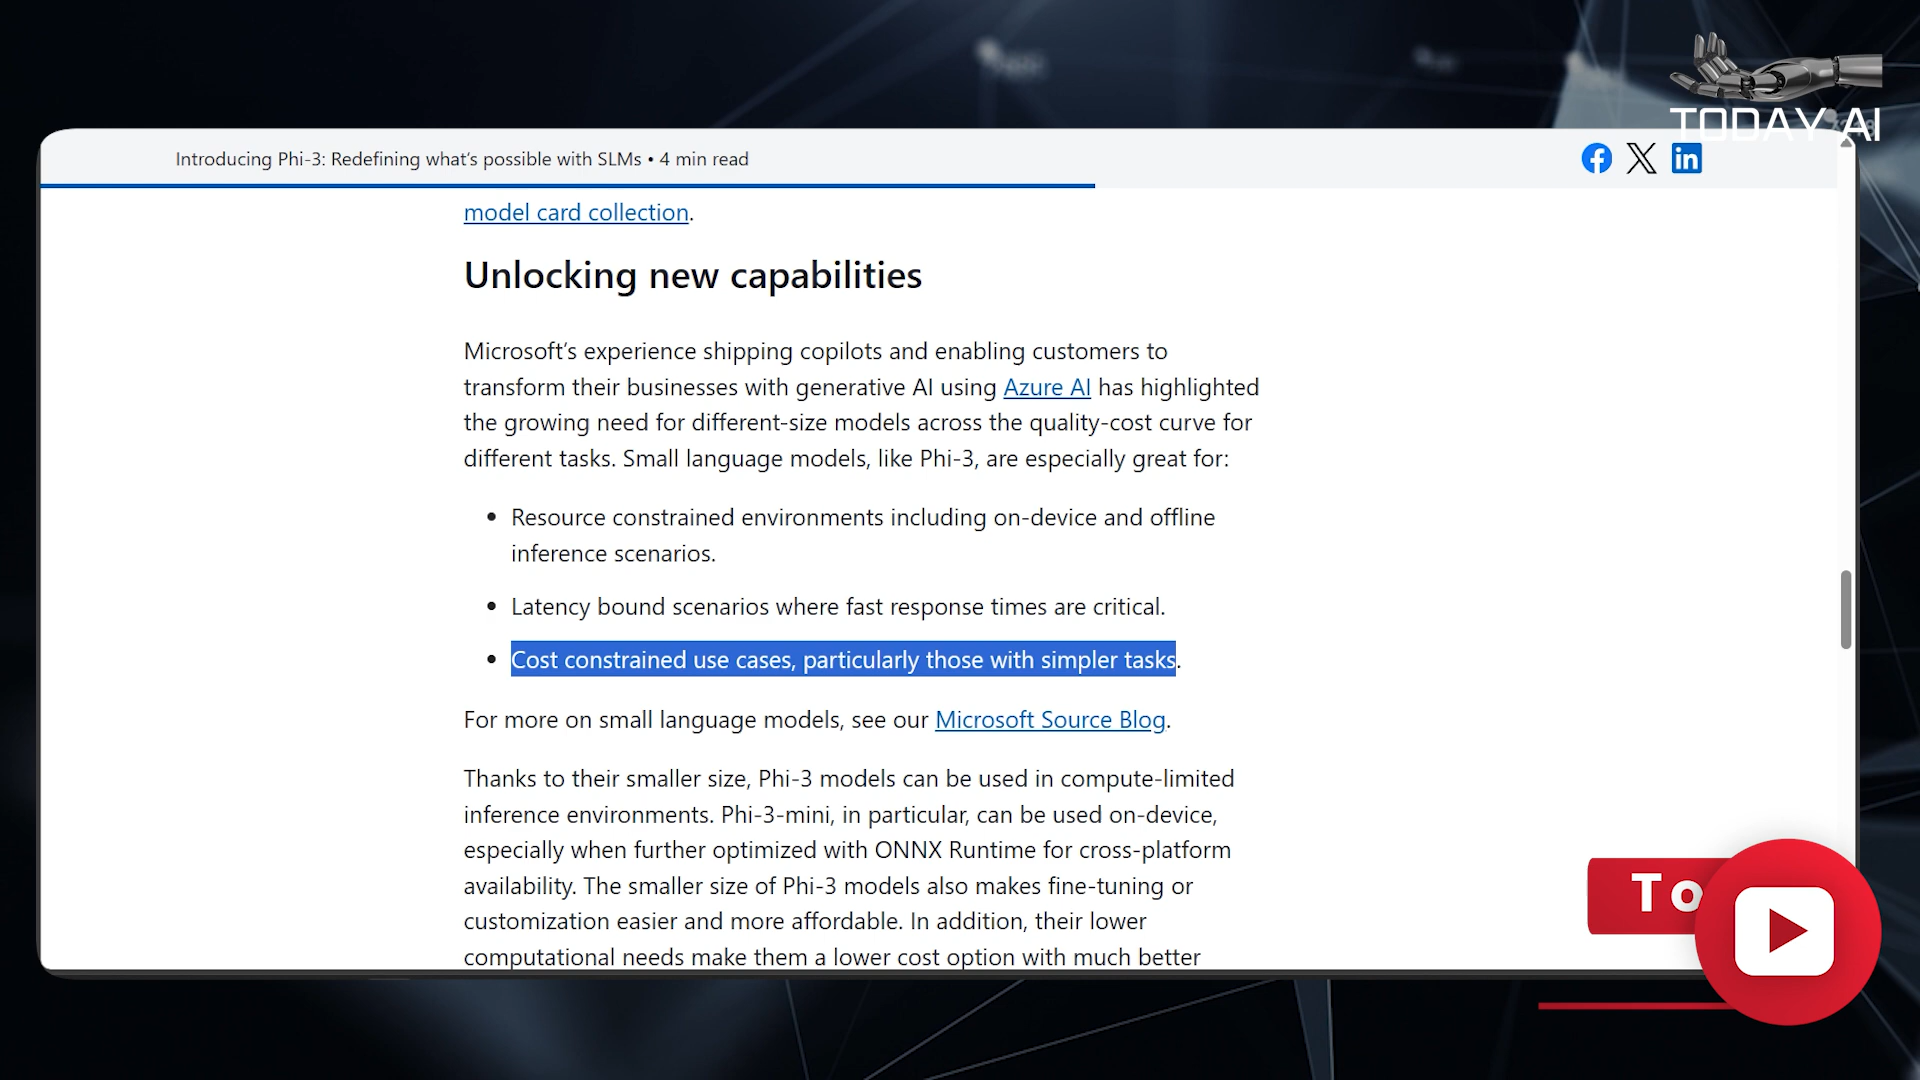 TODAY AI
Introducing Phi-3: Redefining what's possible with SLMs • 4 min read
model card collection.
Unlocking new capabilities
Microsoft's experience shipping copilots and enabling customers to
transform their businesses with generative AI using Azure AI has highlighted
the growing need for different-size models across the quality-cost curve for
different tasks. Small language models, like Phi-3, are especially great for:
• Resource constrained environments including on-device and offline
inference scenarios.
• Latency bound scenarios where fast response times are critical.
• Cost constrained use cases, particularly those with simpler tasks.
For more on small language models, see our Microsoft Source Blog.
Thanks to their smaller size, Phi-3 models can be used in compute-limited
inference environments. Phi-3-mini, in particular, can be used on-device,
especially when further optimized with ONNX Runtime for cross-platform
availability. The smaller size of Phi-3 models also makes fine-tuning or
customization easier and more affordable. In addition, their lower
computational needs make them a lower cost option with much better
To